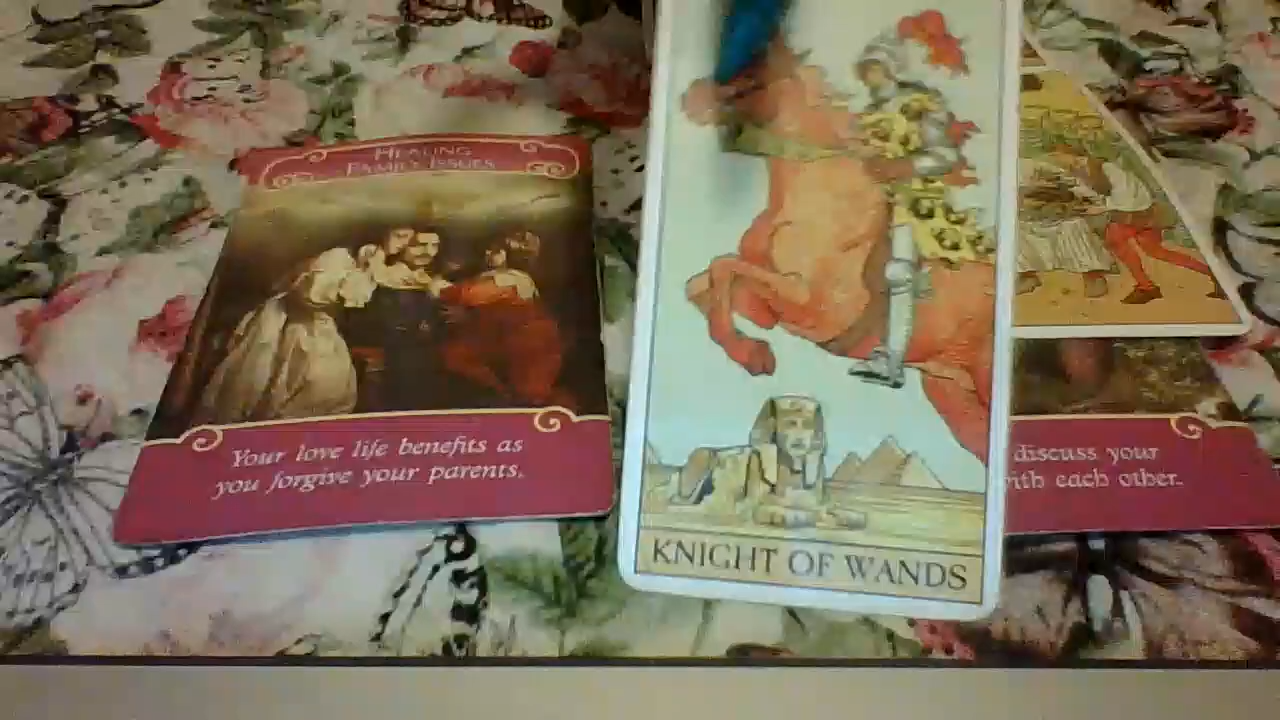 HEALING
FAMILY ISSUES
Your love life benefits as
you forgive your parents.
KNIGHT OF WANDS
discuss your
with each other.